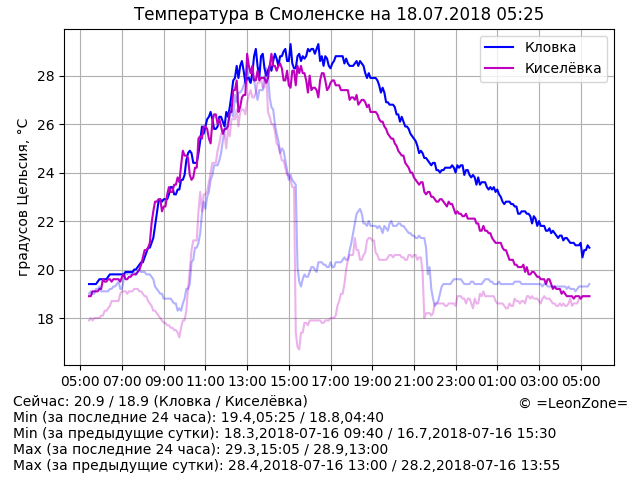 Температура в Смоленске на 18.07.2018 05:25
Кловка
Киселёвка
градусов Цельсия, °C
28
26
24
22
20
18
05:00 07:00 09:00 11:00 13:00 15:00 17:00 19:00 21:00 23:00 01:00 03:00 05:00
Сейчас: 20.9 / 18.9 (Кловка / Киселёвка)
© =LeonZone=
Min (за последние 24 часа): 19.4,05:25 / 18.8,04:40
Min (за предыдущие сутки): 18.3,2018-07-16 09:40 / 16.7,2018-07-16 15:30
Max (за последние 24 часа): 29.3,15:05 / 28.9,13:00
Max (за предыдущие сутки): 28.4,2018-07-16 13:00 / 28.2,2018-07-16 13:55